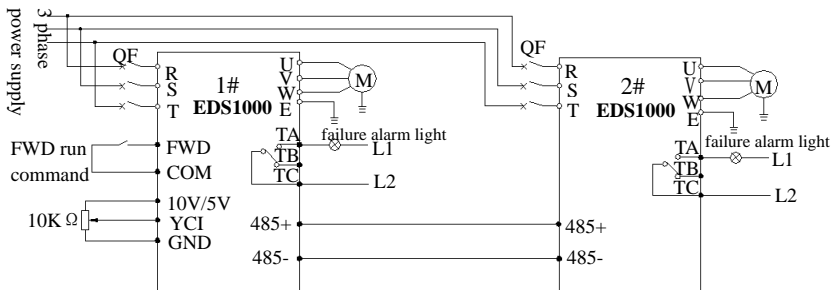 3 phase
power supply
QF
R
S
T
1#
EDS1000
U
V
W
E
M
FWD run
command
FWD
COM
TA
TB
TC
failure alarm light
L1
L2
10K Ω
10V/5V
YCI
GND
485+
485-
QF
R
S
T
2#
EDS1000
U
V
W
E
M
TA
TB
TC
failure alarm light
L1
L2
485+
485-